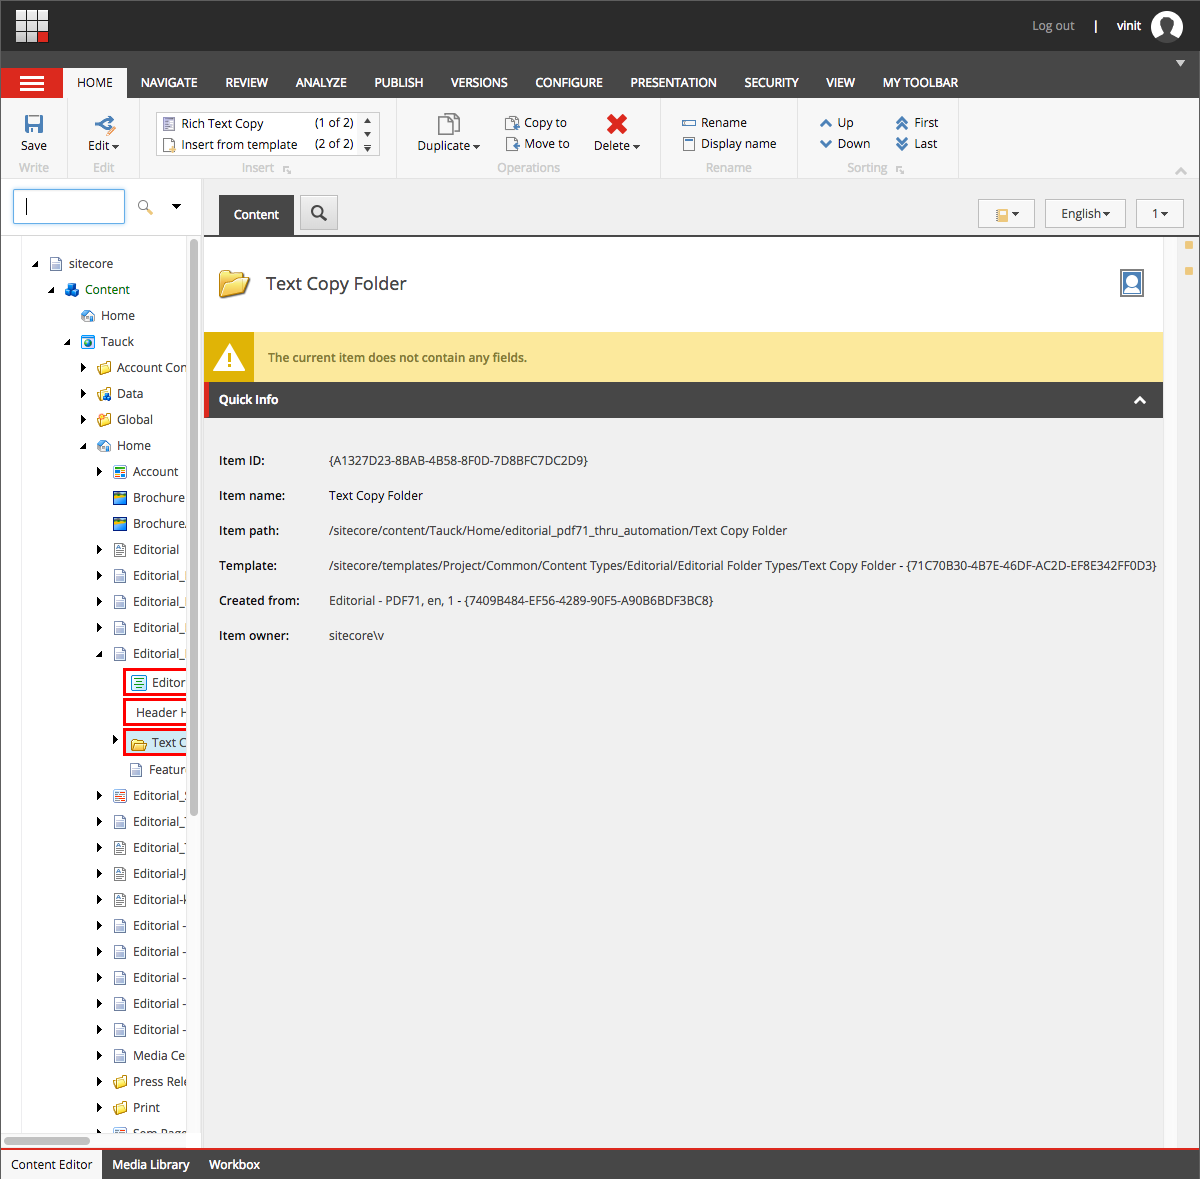 Log out | vinit
HOME NAVIGATE REVIEW ANALYZE PUBLISH VERSIONS CONFIGURE PRESENTATION SECURITY VIEW MY TOOLBAR
Save
Write
Edit
Edit
Rich Text Copy (1 of 2)
Insert from template (2 of 2)
Insert
Duplicate
Copy to
Move to
Delete
Operations
Rename
Display name
Rename
Up
Down
First
Last
Sorting
Content
English
1
sitecore
Content
Home
Tauck
Account Con
Data
Global
Home
Account
Brochure
Brochure
Editorial
Editorial_
Editorial_
Editorial_
Editorial_
Editor
Header H
Text C
Featur
Editorial_S
Editorial_T
Editorial_T
Editorial-J
Editorial-K
Editorial -
Editorial -
Editorial -
Editorial -
Editorial -
Media Ce
Press Rele
Print
Sem Page
Text Copy Folder
The current item does not contain any fields.
Quick Info
Item ID: {A1327D23-8BAB-4B58-8F0D-7D8BFC7DC2D9}
Item name: Text Copy Folder
Item path: /sitecore/content/Tauck/Home/editorial_pdf71_thru_automation/Text Copy Folder
Template: /sitecore/templates/Project/Common/Content Types/Editorial/Editorial Folder Types/Text Copy Folder - {71C70B30-4B7E-46DF-AC2D-EF8E342FF0D3}
Created from: Editorial - PDF71, en, 1 - {7409B484-EF56-4289-90F5-A90B6BDF3BC8}
Item owner: sitecore\v
Content Editor Media Library Workbox